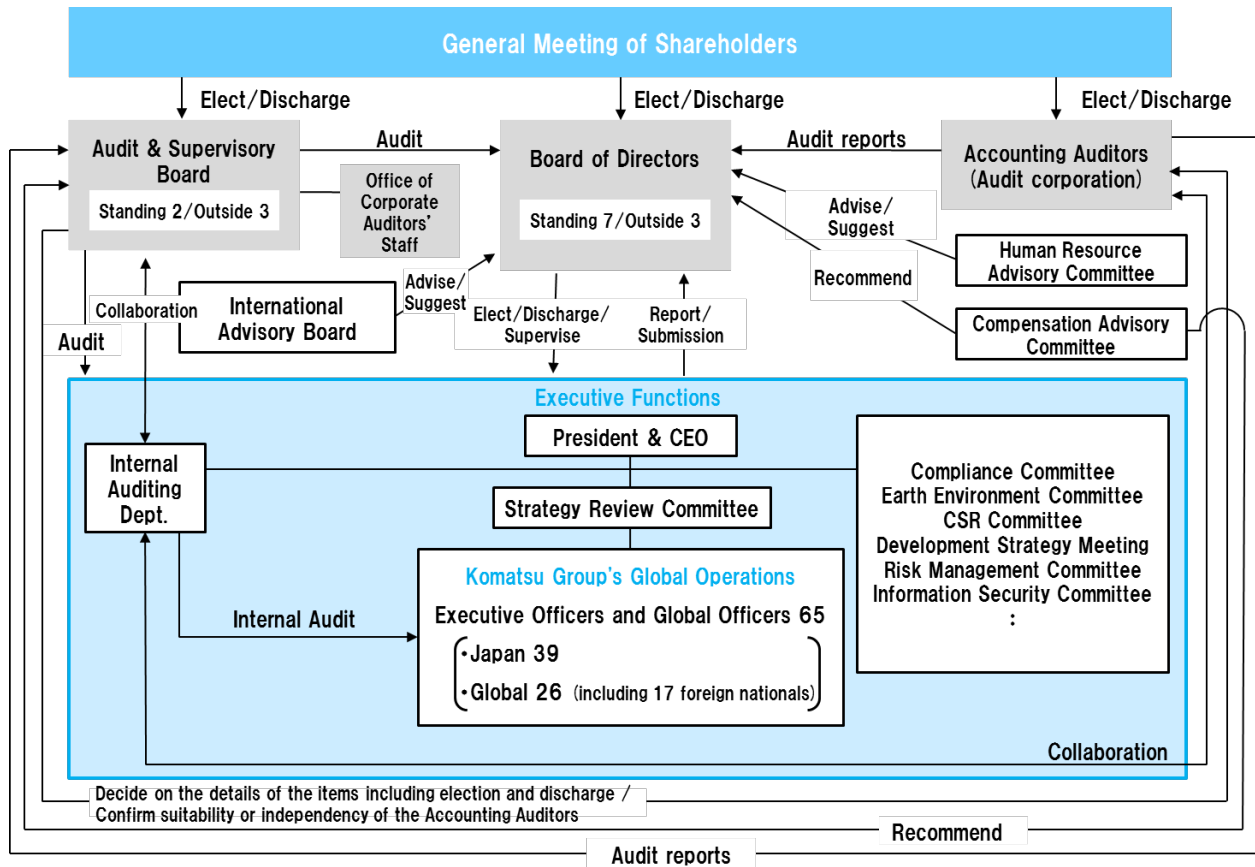 General Meeting of Shareholders
Elect/Discharge
Elect/Discharge
Elect/Discharge
Audit & Supervisory
Board
Standing 2/Outside 3
Audit
Office of
Corporate
Auditors’
Staff
Board of Directors
Standing 7/Outside 3
Audit reports
Accounting Auditors
(Audit corporation)
Advise/
Suggest
Human Resource
Advisory Committee
Recommend
Compensation Advisory
Committee
Collaboration
International
Advisory Board
Advise/
Suggest
Elect/Discharge/
Supervise
Report/
Submission
Audit
Executive Functions
President & CEO
Internal
Auditing
Dept.
Strategy Review Committee
Compliance Committee
Earth Environment Committee
CSR Committee
Development Strategy Meeting
Risk Management Committee
Information Security Committee
:
Komatsu Group's Global Operations
Executive Officers and Global Officers 65
・Japan 39
・Global 26 (including 17 foreign nationals)
Internal Audit
Collaboration
Decide on the details of the items including election and discharge /
Confirm suitability or independency of the Accounting Auditors
Recommend
Audit reports